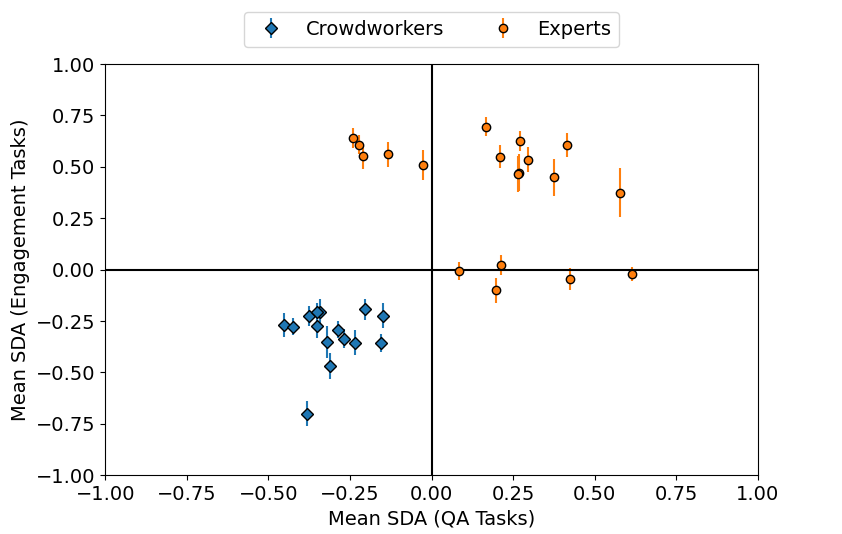 Crowdworkers Experts
1.00
0.75
0.50
0.25
0.00
−0.25
−0.50
−0.75
−1.00
Mean SDA (Engagement Tasks)
−1.00 −0.75 −0.50 −0.25 0.00 0.25 0.50 0.75 1.00
Mean SDA (QA Tasks)